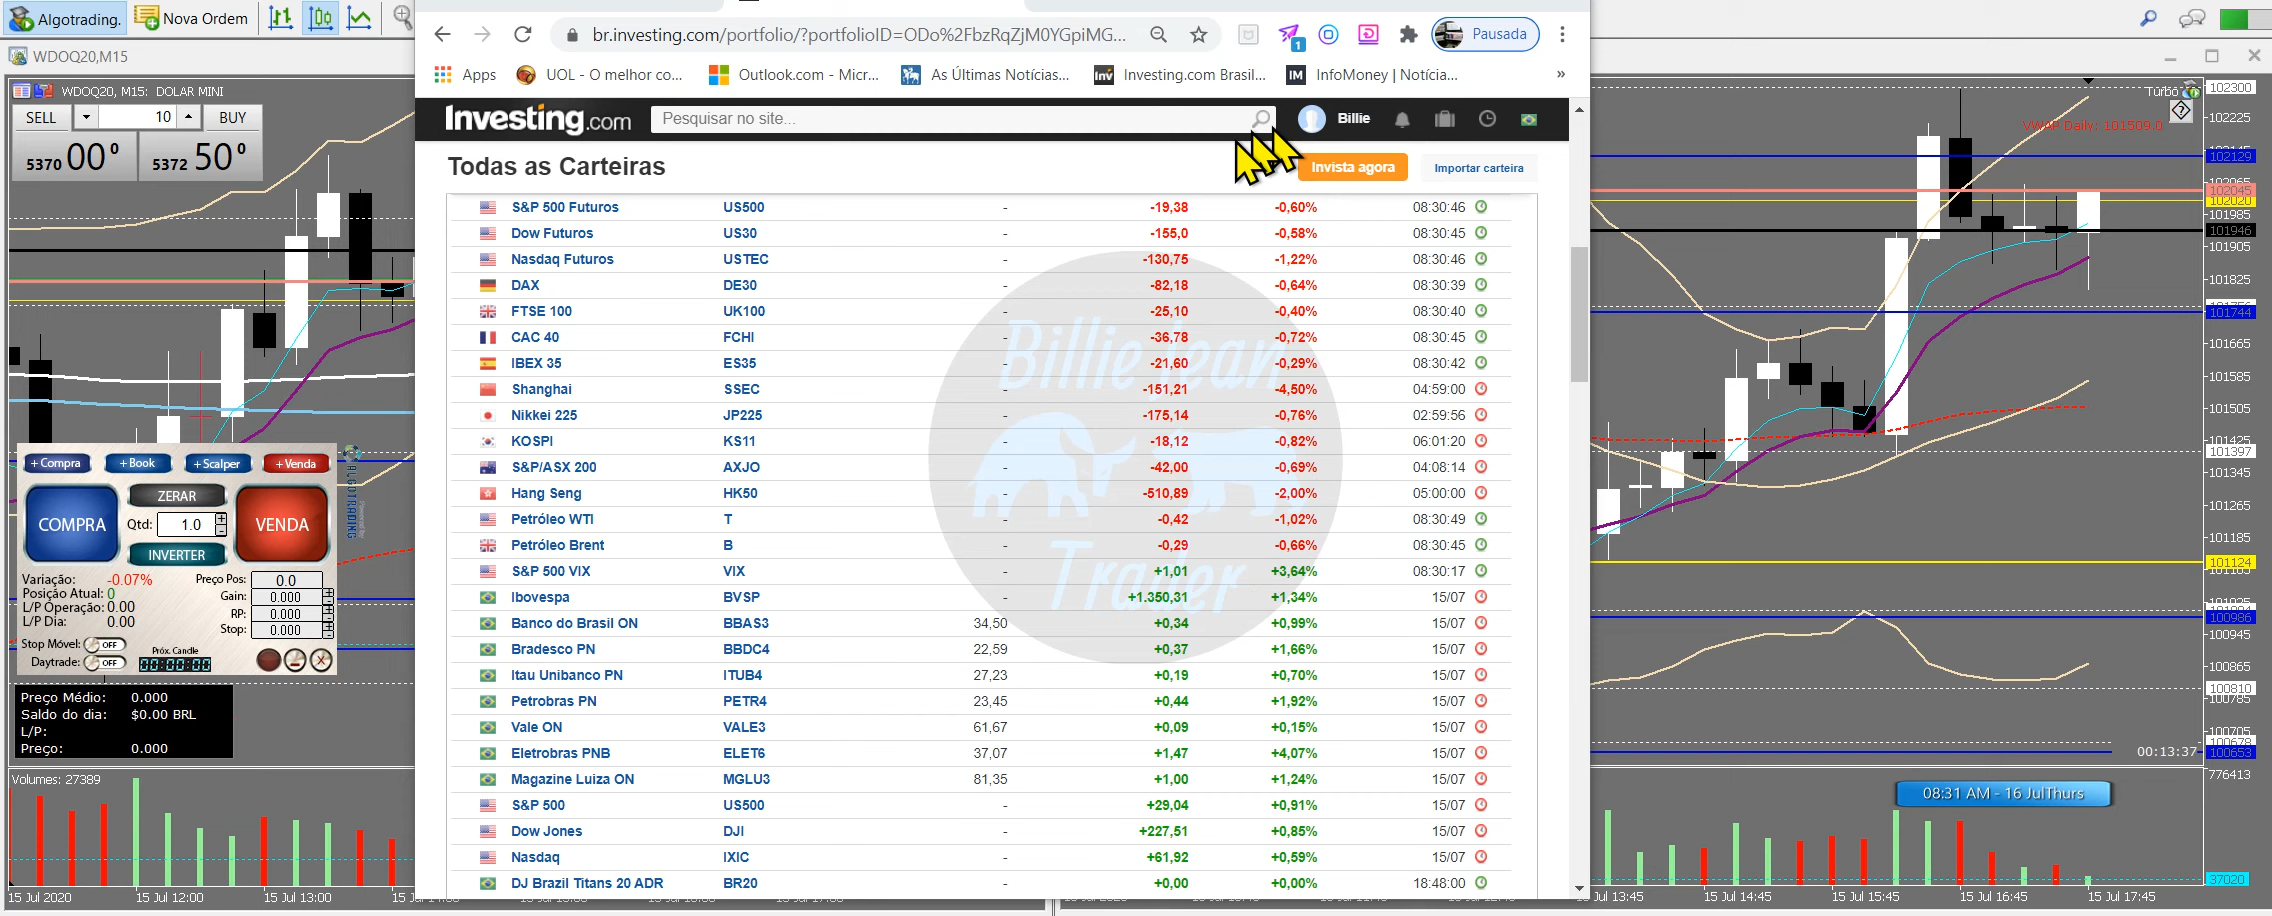 Algotrading.
Nova Ordem
WDOQ20,M15
WDOQ20, M15: DOLAR MINI
SELL
10
BUY
5370 00 0
5372 50 0
br.investing.com/portfolio/?portfolioID=ODo%2FbzRqZjM0YGpiMG...
1
Pausada
Apps
UOL - O melhor co...
Outlook.com - Micr...
As Últimas Notícias...
Inv
Investing.com Brasil...
IM
InfoMoney | Notícia...
»
Investing.com
Pesquisar no site...
Billie
Todas as Carteiras
Invista agora
Importar carteira
S&P 500 Futuros US500 - -19,38 -0,60% 08:30:46
Dow Futuros US30 - -155,0 -0,58% 08:30:45
Nasdaq Futuros USTEC - -130,75 -1,22% 08:30:46
DAX DE30 - -82,18 -0,64% 08:30:39
FTSE 100 UK100 - -25,10 -0,40% 08:30:40
CAC 40 FCHI - -36,78 -0,72% 08:30:45
IBEX 35 ES35 - -21,60 -0,29% 08:30:42
Shanghai SSEC - -151,21 -4,50% 04:59:00
Nikkei 225 JP225 - -175,14 -0,76% 02:59:56
KOSPI KS11 - -18,12 -0,82% 06:01:20
S&P/ASX 200 AXJO - -42,00 -0,69% 04:08:14
Hang Seng HK50 - -510,89 -2,00% 05:00:00
Petróleo WTI T - -0,42 -1,02% 08:30:49
Petróleo Brent B - -0,29 -0,66% 08:30:45
S&P 500 VIX VIX - +1,01 +3,64% 08:30:17
Ibovespa BVSP - +1.350,31 +1,34% 15/07
Banco do Brasil ON BBAS3 34,50 +0,34 +0,99% 15/07
Bradesco PN BBDC4 22,59 +0,37 +1,66% 15/07
Itau Unibanco PN ITUB4 27,23 +0,19 +0,70% 15/07
Petrobras PN PETR4 23,45 +0,44 +1,92% 15/07
Vale ON VALE3 61,67 +0,09 +0,15% 15/07
Eletrobras PNB ELET6 37,07 +1,47 +4,07% 15/07
Magazine Luiza ON MGLU3 81,35 +1,00 +1,24% 15/07
S&P 500 US500 - +29,04 +0,91% 15/07
Dow Jones DJI - +227,51 +0,85% 15/07
Nasdaq IXIC - +61,92 +0,59% 15/07
DJ Brazil Titans 20 ADR BR20 - +0,00 +0,00% 18:48:00
Billie Jean
Trader
+Compra
+Book
+Scalper
+Venda
COMPRA
ZERAR
Qtd: 1.0
INVERTER
VENDA
ALGOTRADING
Variação: -0.07%
Posição Atual: 0
L/P Operação: 0.00
L/P Dia: 0.00
Preço Pos: 0.0
Gain: 0.000
RP: 0.000
Stop: 0.000
Stop Móvel: OFF
Daytrade: OFF
Próx. Candle
00:00:00
Preço Médio: 0.000
Saldo do dia: $0.00 BRL
L/P:
Preço: 0.000
Volumes: 27389
15 Jul 2020
15 Jul 12:00
15 Jul 13:00
Turbo
VWAP Daily: 101509.0
102300
102225
102129
102045
102020
101985
101946
101905
101825
101744
101665
101585
101505
101425
101397
101345
101265
101185
101124
100986
100945
100865
100810
100785
100705
100653
00:13:37
776413
08:31 AM - 16 JulThurs
37020
Jul 13:45
15 Jul 14:45
15 Jul 15:45
15 Jul 16:45
15 Jul 17:45